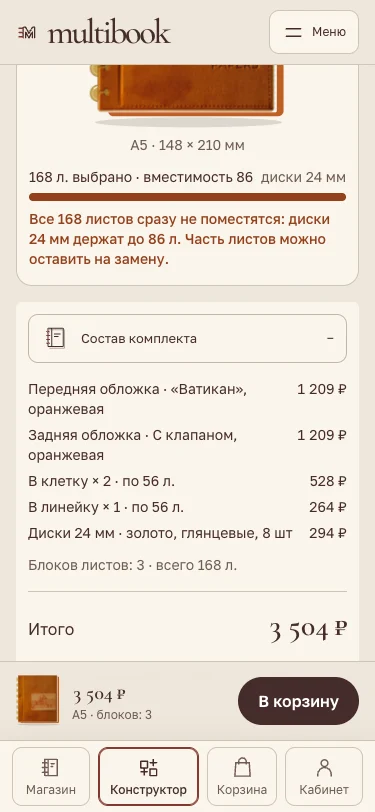 multibook
Меню
А5 · 148 × 210 мм
168 л. выбрано · вместимость 86 диски 24 мм
Все 168 листов сразу не поместятся: диски
24 мм держат до 86 л. Часть листов можно
оставить на замену.
Состав комплекта –
Передняя обложка · «Ватикан», 1 209 ₽
оранжевая
Задняя обложка · С клапаном, 1 209 ₽
оранжевая
В клетку × 2 · по 56 л. 528 ₽
В линейку × 1 · по 56 л. 264 ₽
Диски 24 мм · золото, глянцевые, 8 шт 294 ₽
Блоков листов: 3 · всего 168 л.
Итого 3 504 ₽
3 504 ₽
А5 · блоков: 3
В корзину
Магазин Конструктор Корзина Кабинет